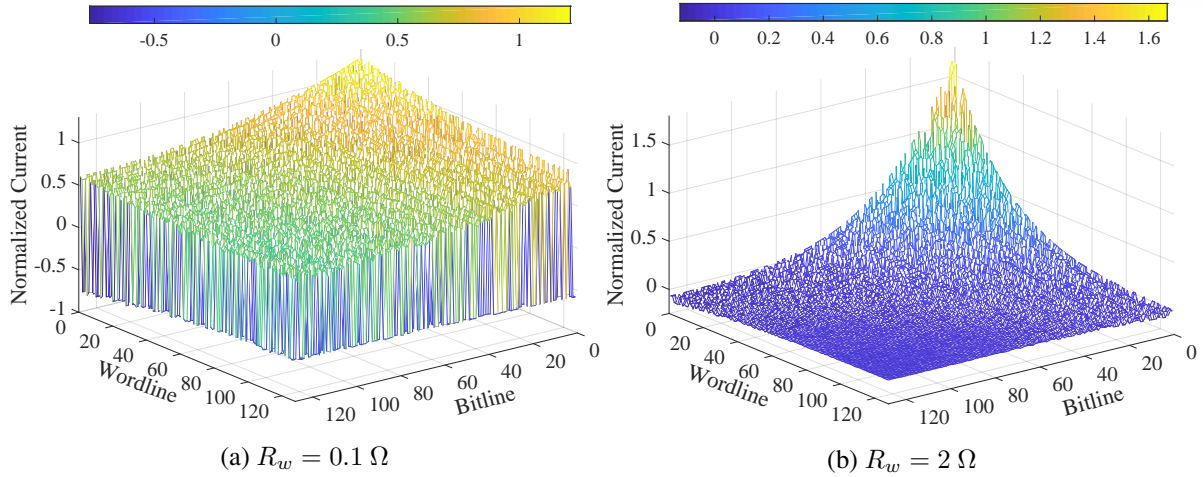 -0.5 0 0.5 1
Normalized Current
1
0.5
0
-0.5
-1
0 20 40 60 80 100 120
Wordline
120 100 80 60 40 20 0
Bitline
(a) R_w = 0.1 Ω
0 0.2 0.4 0.6 0.8 1 1.2 1.4 1.6
Normalized Current
1.5
1
0.5
0
0 20 40 60 80 100 120
Wordline
120 100 80 60 40 20 0
Bitline
(b) R_w = 2 Ω